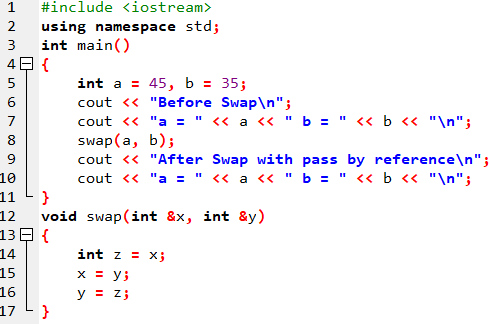 1 #include <iostream>
2 using namespace std;
3 int main()
4 {
5 int a = 45, b = 35;
6 cout << "Before Swap\n";
7 cout << "a = " << a << " b = " << b << "\n";
8 swap(a, b);
9 cout << "After Swap with pass by reference\n";
10 cout << "a = " << a << " b = " << b << "\n";
11 }
12 void swap(int &x, int &y)
13 {
14 int z = x;
15 x = y;
16 y = z;
17 }